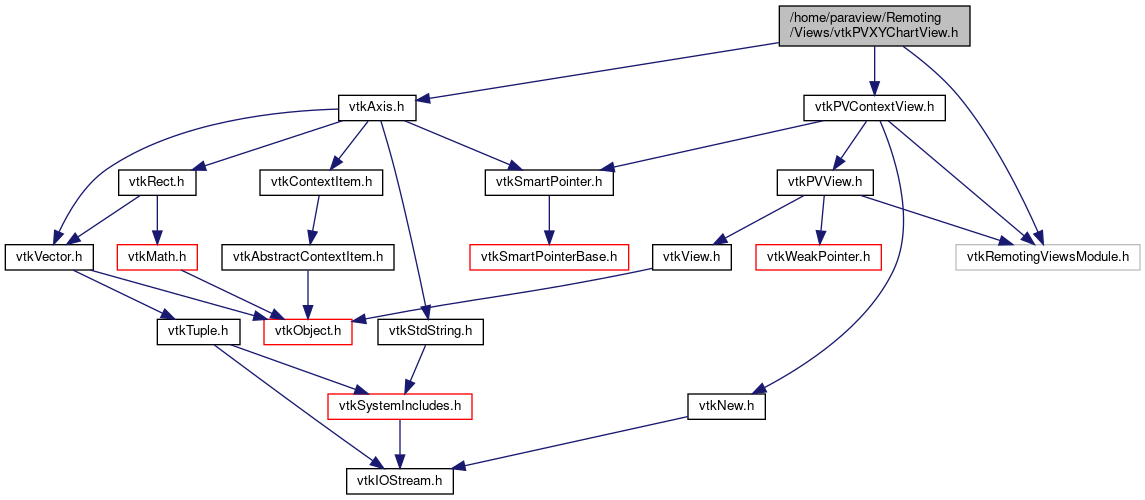 /home/paraview/Remoting
/Views/vtkPVXYChartView.h
vtkAxis.h
vtkPVContextView.h
vtkRect.h
vtkContextItem.h
vtkSmartPointer.h
vtkPVView.h
vtkVector.h
vtkMath.h
vtkAbstractContextItem.h
vtkSmartPointerBase.h
vtkView.h
vtkWeakPointer.h
vtkRemotingViewsModule.h
vtkTuple.h
vtkObject.h
vtkStdString.h
vtkSystemIncludes.h
vtkNew.h
vtkIOStream.h